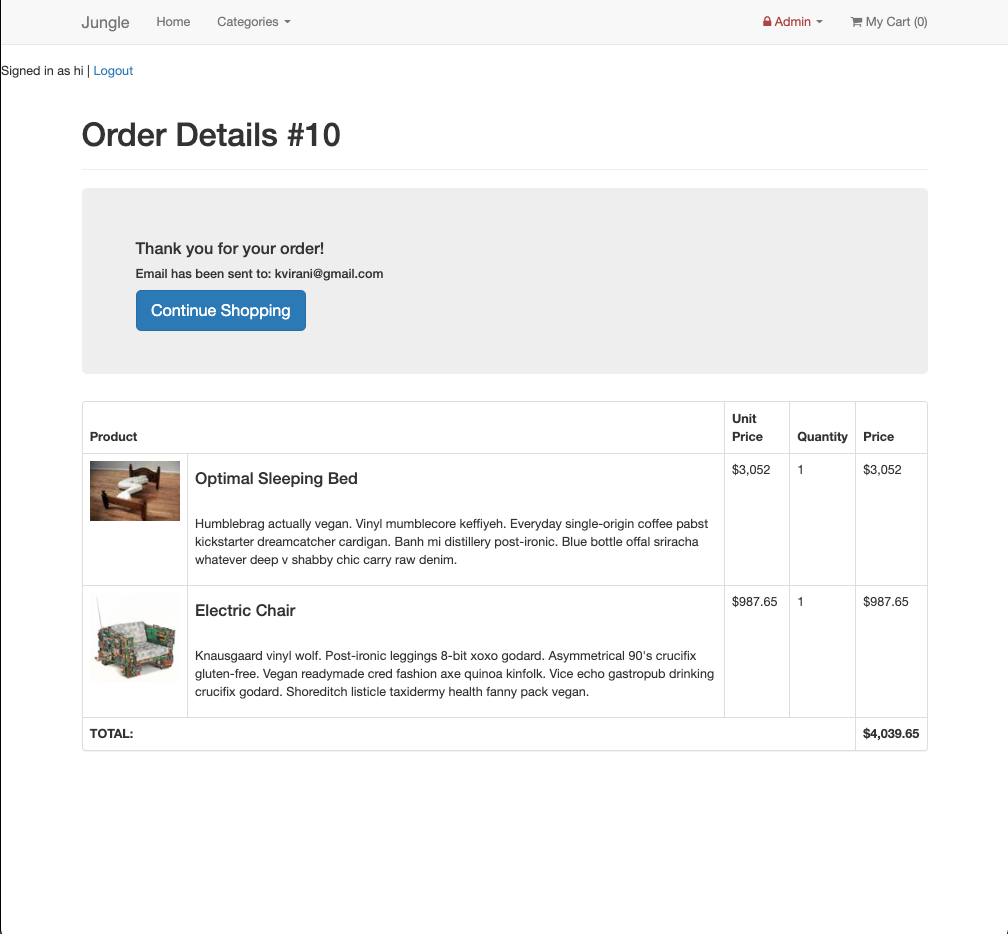 Jungle Home Categories Admin My Cart (0)
Signed in as hi | Logout
Order Details #10
Thank you for your order!
Email has been sent to: kvirani@gmail.com
Continue Shopping
Product Unit Price Quantity Price
Optimal Sleeping Bed $3,052 1 $3,052
Humblebrag actually vegan. Vinyl mumblecore keffiyeh. Everyday single-origin coffee pabst
kickstarter dreamcatcher cardigan. Banh mi distillery post-ironic. Blue bottle offal sriracha
whatever deep v shabby chic carry raw denim.
Electric Chair $987.65 1 $987.65
Knausgaard vinyl wolf. Post-ironic leggings 8-bit xoxo godard. Asymmetrical 90's crucifix
gluten-free. Vegan readymade cred fashion axe quinoa kinfolk. Vice echo gastropub drinking
crucifix godard. Shoreditch listicle taxidermy health fanny pack vegan.
TOTAL: $4,039.65